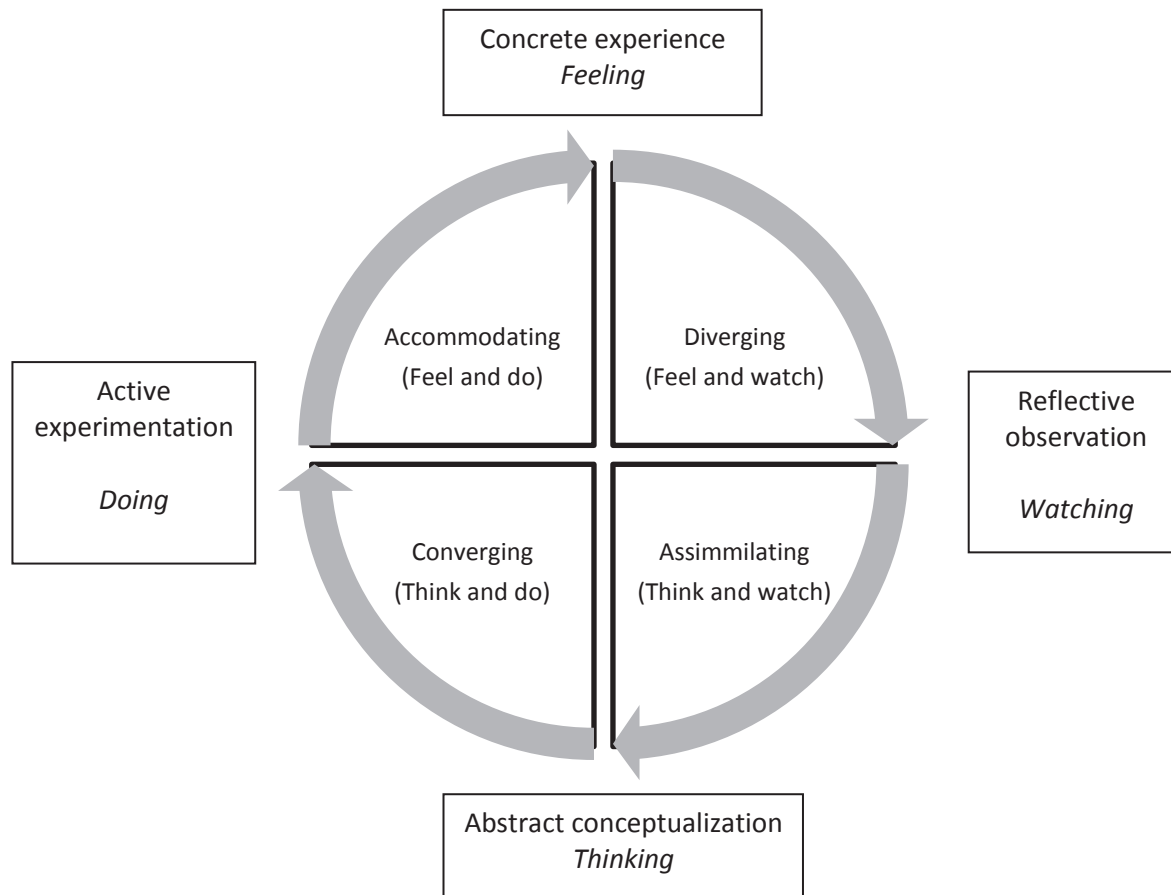 Concrete experience
Feeling
Accommodating
(Feel and do)
Diverging
(Feel and watch)
Active
experimentation
Doing
Reflective
observation
Watching
Converging
(Think and do)
Assimmilating
(Think and watch)
Abstract conceptualization
Thinking